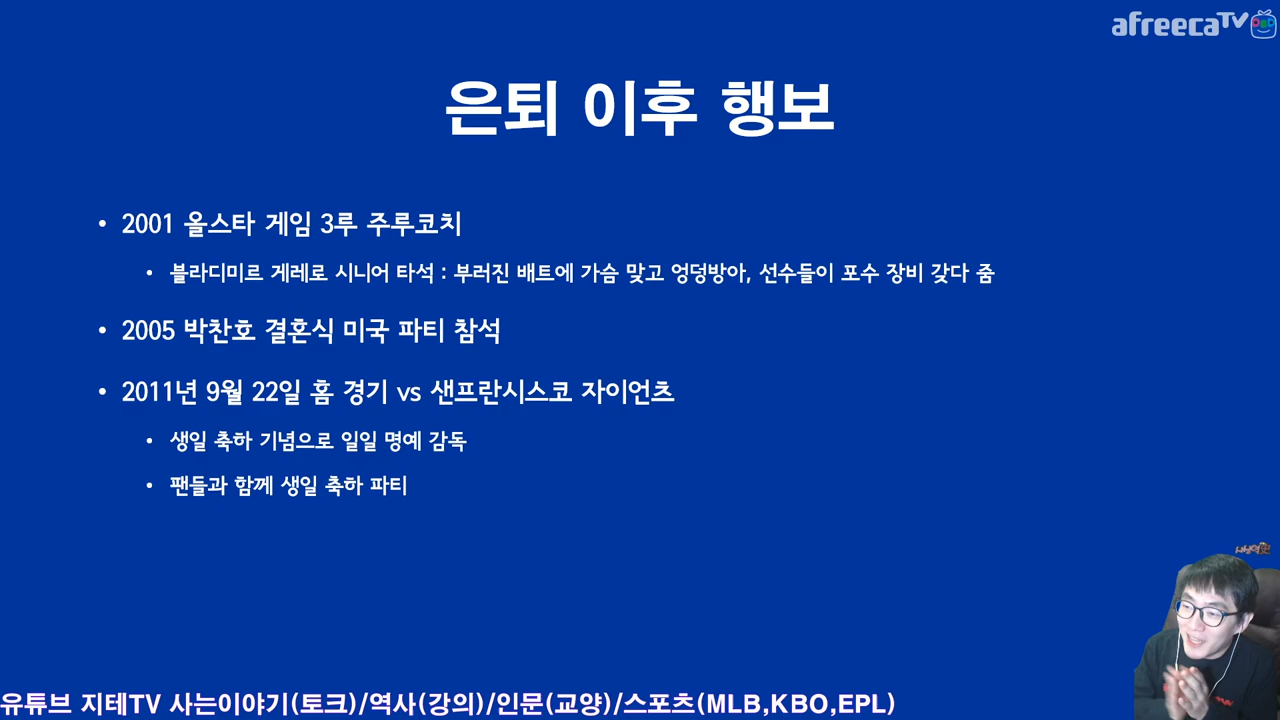 afreecaTV
은퇴 이후 행보
• 2001 올스타 게임 3루 주루코치
• 블라디미르 게레로 시니어 타석 : 부러진 배트에 가슴 맞고 엉덩방아, 선수들이 포수 장비 갖다 줌
• 2005 박찬호 결혼식 미국 파티 참석
• 2011년 9월 22일 홈 경기 vs 샌프란시스코 자이언츠
• 생일 축하 기념으로 일일 명예 감독
• 팬들과 함께 생일 축하 파티
유튜브 지테TV 사는이야기(토크)/역사(강의)/인문(교양)/스포츠(MLB,KBO,EPL)